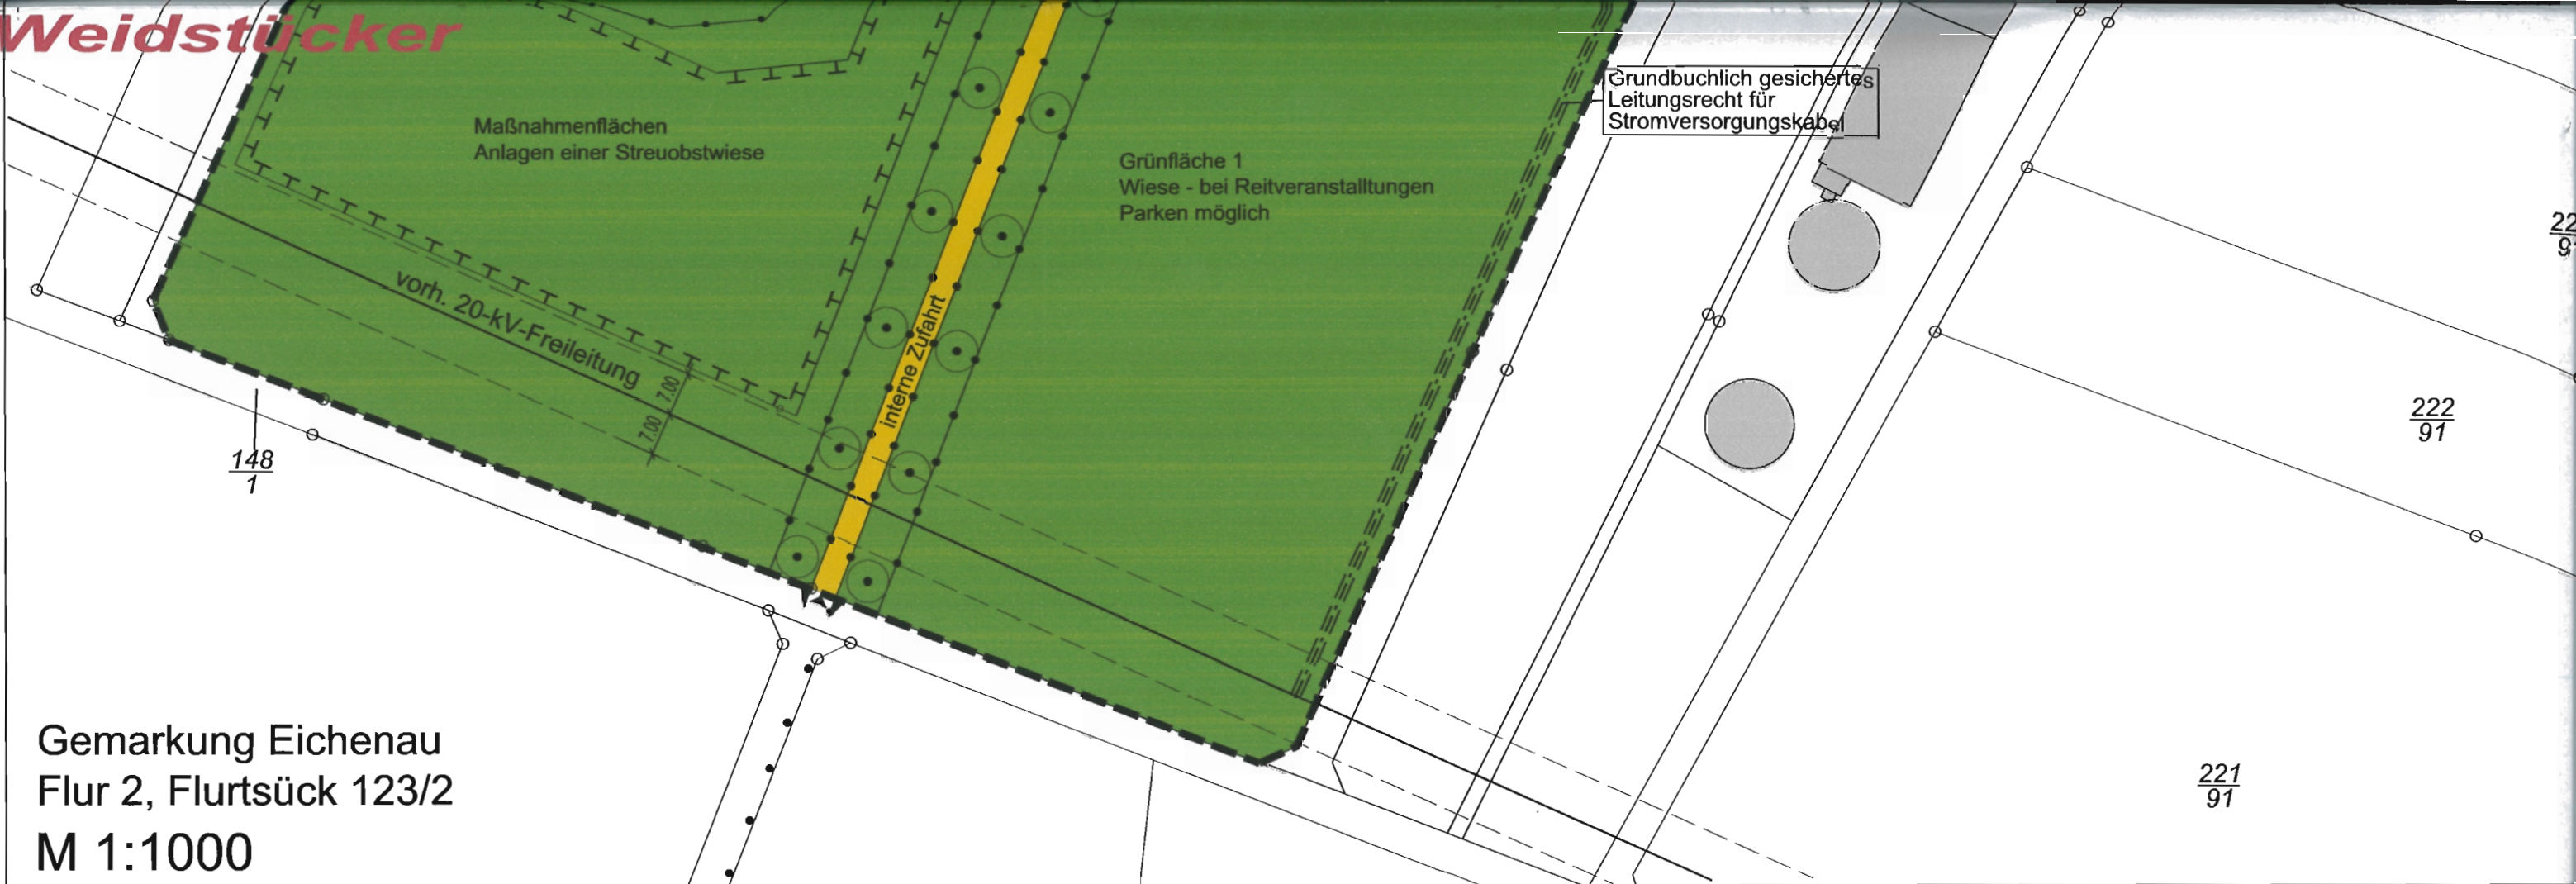 Weidstücker
Grundbuchlich gesichertes
Leitungsrecht für
Stromversorgungskabel
Maßnahmenflächen
Anlagen einer Streuobstwiese
Grünfläche 1
Wiese - bei Reitveranstalltungen
Parken möglich
vorh. 20-kV-Freileitung
7.00
7.00
interne Zufahrt
148
1
22
9
222
91
221
91
Gemarkung Eichenau
Flur 2, Flurtsück 123/2
M 1:1000